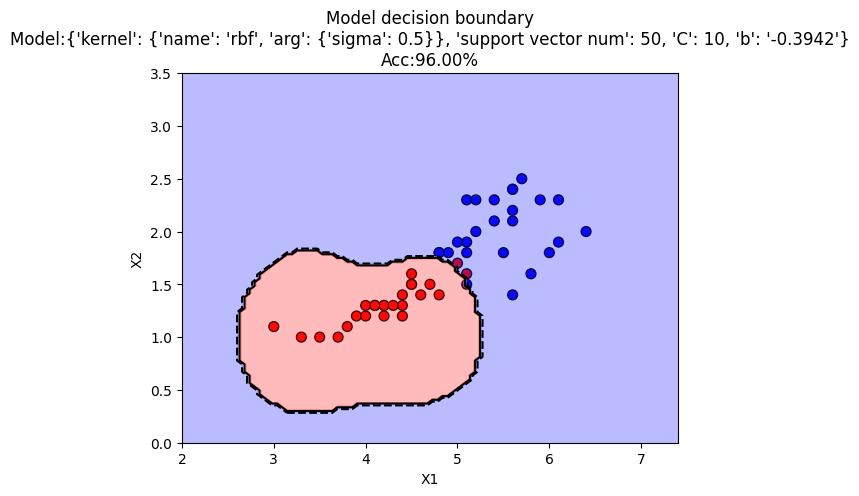 Model decision boundary
Model:{'kernel': {'name': 'rbf', 'arg': {'sigma': 0.5}}, 'support vector num': 50, 'C': 10, 'b': '-0.3942'}
Acc:96.00%
3.5
3.0
2.5
2.0
1.5
1.0
0.5
0.0
X2
2 3 4 5 6 7
X1